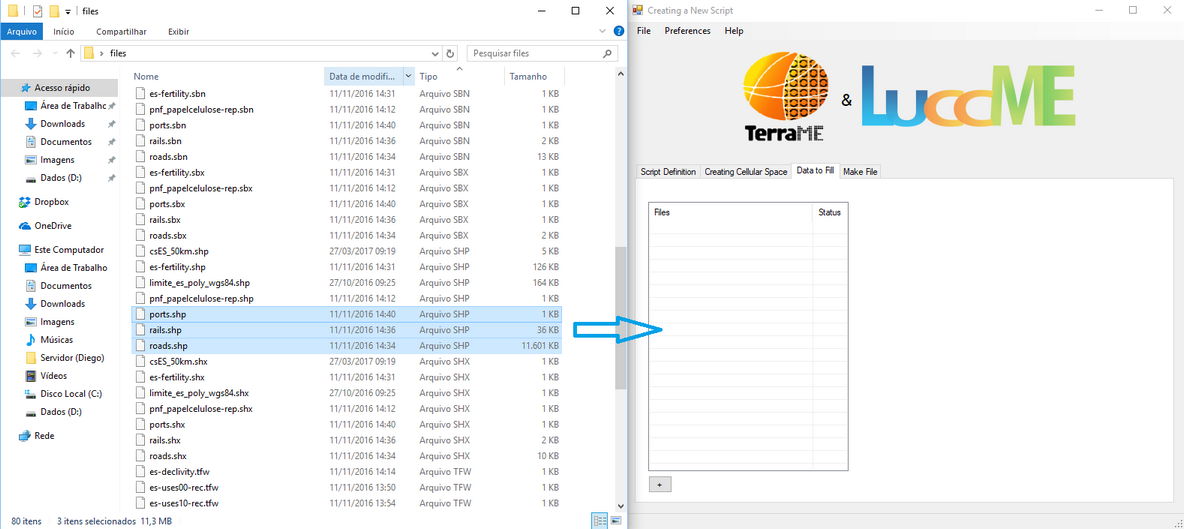 files
Arquivo Início Compartilhar Exibir
files
Pesquisar files
Nome Data de modifi... Tipo Tamanho
es-fertility.sbn 11/11/2016 14:31 Arquivo SBN 1 KB
pnf_papelcelulose-rep.sbn 11/11/2016 14:12 Arquivo SBN 1 KB
ports.sbn 11/11/2016 14:40 Arquivo SBN 1 KB
rails.sbn 11/11/2016 14:36 Arquivo SBN 2 KB
roads.sbn 11/11/2016 14:34 Arquivo SBN 13 KB
es-fertility.sbx 11/11/2016 14:31 Arquivo SBX 1 KB
pnf_papelcelulose-rep.sbx 11/11/2016 14:12 Arquivo SBX 1 KB
ports.sbx 11/11/2016 14:40 Arquivo SBX 1 KB
rails.sbx 11/11/2016 14:36 Arquivo SBX 1 KB
roads.sbx 11/11/2016 14:34 Arquivo SBX 2 KB
csES_50km.shp 27/03/2017 09:19 Arquivo SHP 5 KB
es-fertility.shp 11/11/2016 14:31 Arquivo SHP 126 KB
limite_es_poly_wgs84.shp 27/10/2016 09:25 Arquivo SHP 164 KB
pnf_papelcelulose-rep.shp 11/11/2016 14:12 Arquivo SHP 1 KB
ports.shp 11/11/2016 14:40 Arquivo SHP 1 KB
rails.shp 11/11/2016 14:36 Arquivo SHP 36 KB
roads.shp 11/11/2016 14:34 Arquivo SHP 11.601 KB
csES_50km.shx 27/03/2017 09:19 Arquivo SHX 1 KB
es-fertility.shx 11/11/2016 14:31 Arquivo SHX 1 KB
limite_es_poly_wgs84.shx 27/10/2016 09:25 Arquivo SHX 1 KB
pnf_papelcelulose-rep.shx 11/11/2016 14:12 Arquivo SHX 1 KB
ports.shx 11/11/2016 14:40 Arquivo SHX 1 KB
rails.shx 11/11/2016 14:36 Arquivo SHX 2 KB
roads.shx 11/11/2016 14:34 Arquivo SHX 10 KB
es-declivity.tfw 11/11/2016 14:14 Arquivo TFW 1 KB
es-uses00-rec.tfw 11/11/2016 13:50 Arquivo TFW 1 KB
es-uses10-rec.tfw 11/11/2016 13:54 Arquivo TFW 1 KB
Acesso rápido
Área de Trabalho
Downloads
Documentos
Imagens
Dados (D:)
Dropbox
OneDrive
Este Computador
Área de Trabalho
Documentos
Downloads
Imagens
Músicas
Servidor (Diego)
Vídeos
Disco Local (C:)
Dados (D:)
Rede
80 itens 3 itens selecionados 11,3 MB
Creating a New Script
File Preferences Help
TerraME & LuccME
Script Definition Creating Cellular Space Data to Fill Make File
Files Status
+